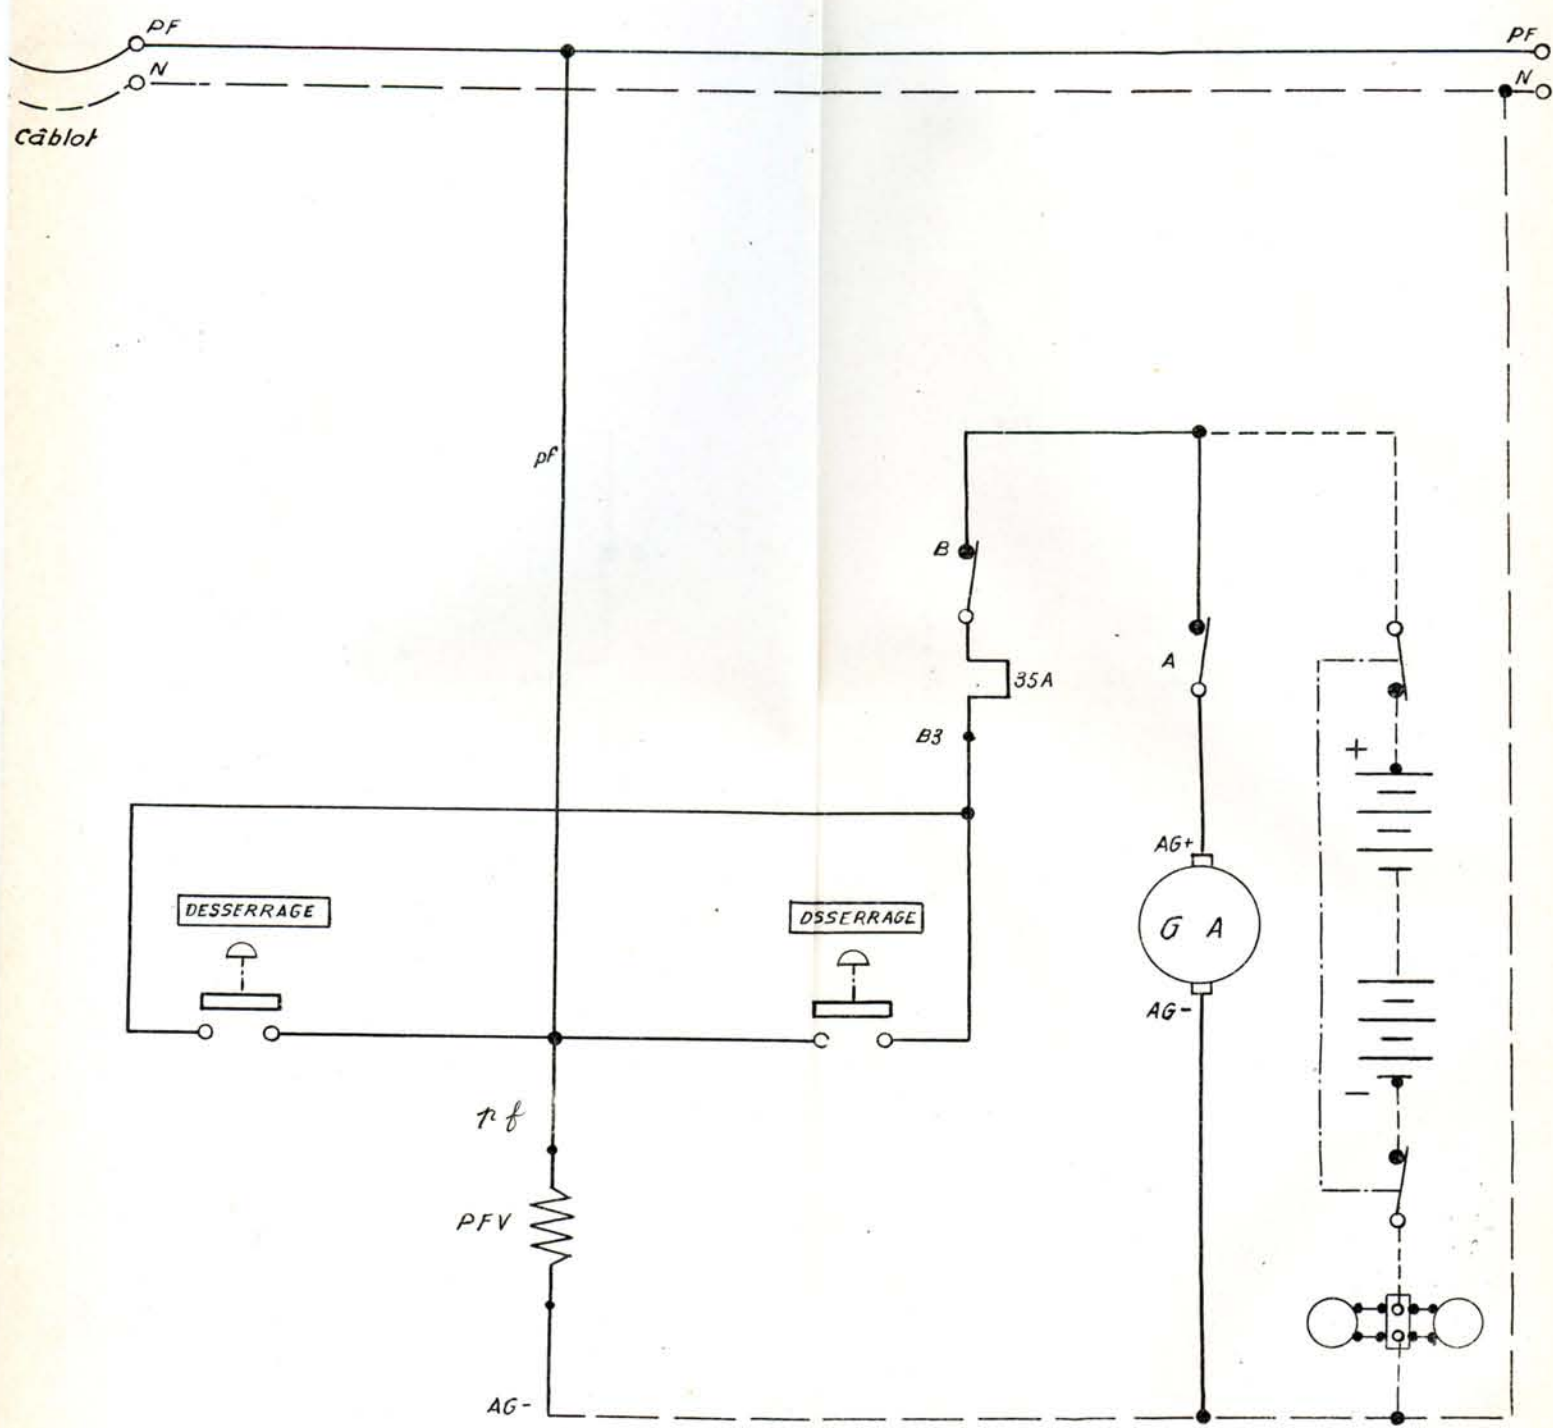 PF
N
Câblot
PF
N
pf
B
35A
A
B3
+
AG+
DESSERRAGE
DSSERRAGE
G A
AG-
-
pf
PFV
AG-